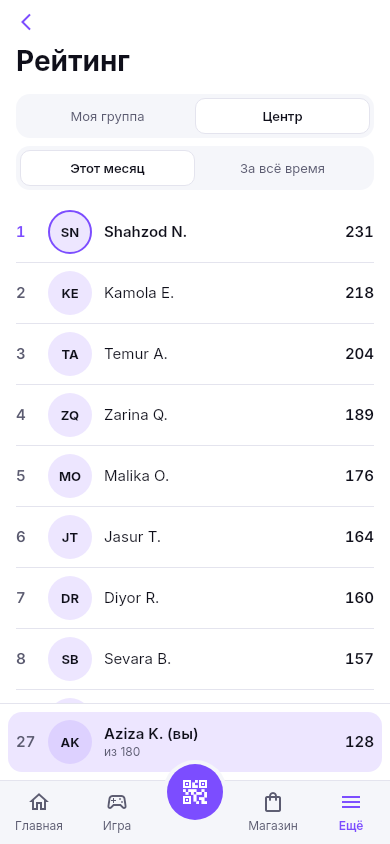 Рейтинг
Моя группа
Центр
Этот месяц
За всё время
1 SN Shahzod N. 231
2 KE Kamola E. 218
3 TA Temur A. 204
4 ZQ Zarina Q. 189
5 MO Malika O. 176
6 JT Jasur T. 164
7 DR Diyor R. 160
8 SB Sevara B. 157
27 AK Aziza K. (вы) 128
из 180
Главная
Игра
Магазин
Ещё